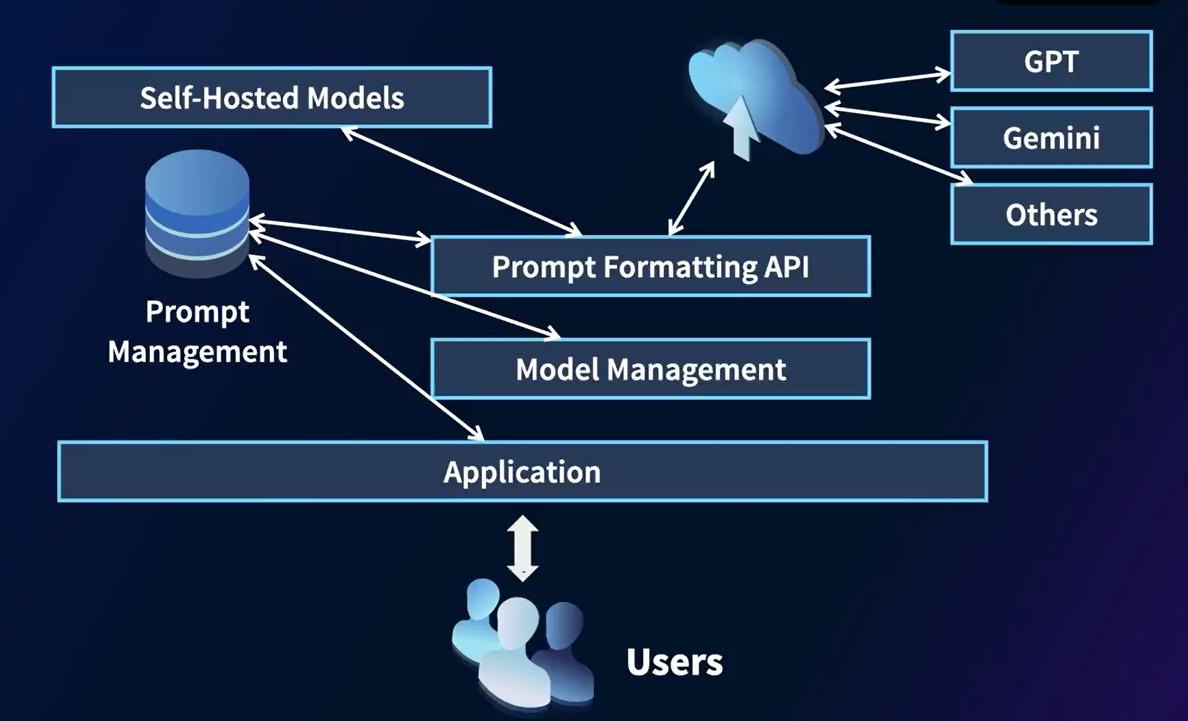 GPT
Self-Hosted Models
Gemini
Others
Prompt Formatting API
Prompt
Management
Model Management
Application
Users